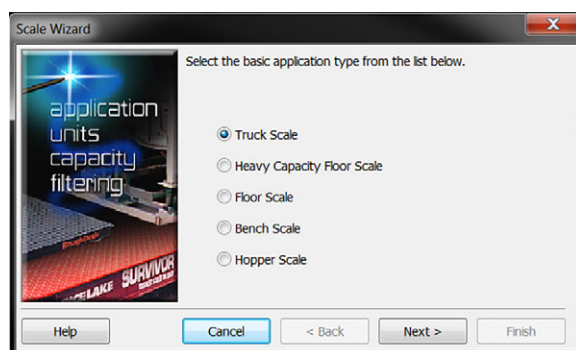 Scale Wizard
Select the basic application type from the list below.
application
units
capacity
filtering
Truck Scale
Heavy Capacity Floor Scale
Floor Scale
Bench Scale
Hopper Scale
RoughDeck
SURVIVOR
LAKE
Help
Cancel
< Back
Next >
Finish